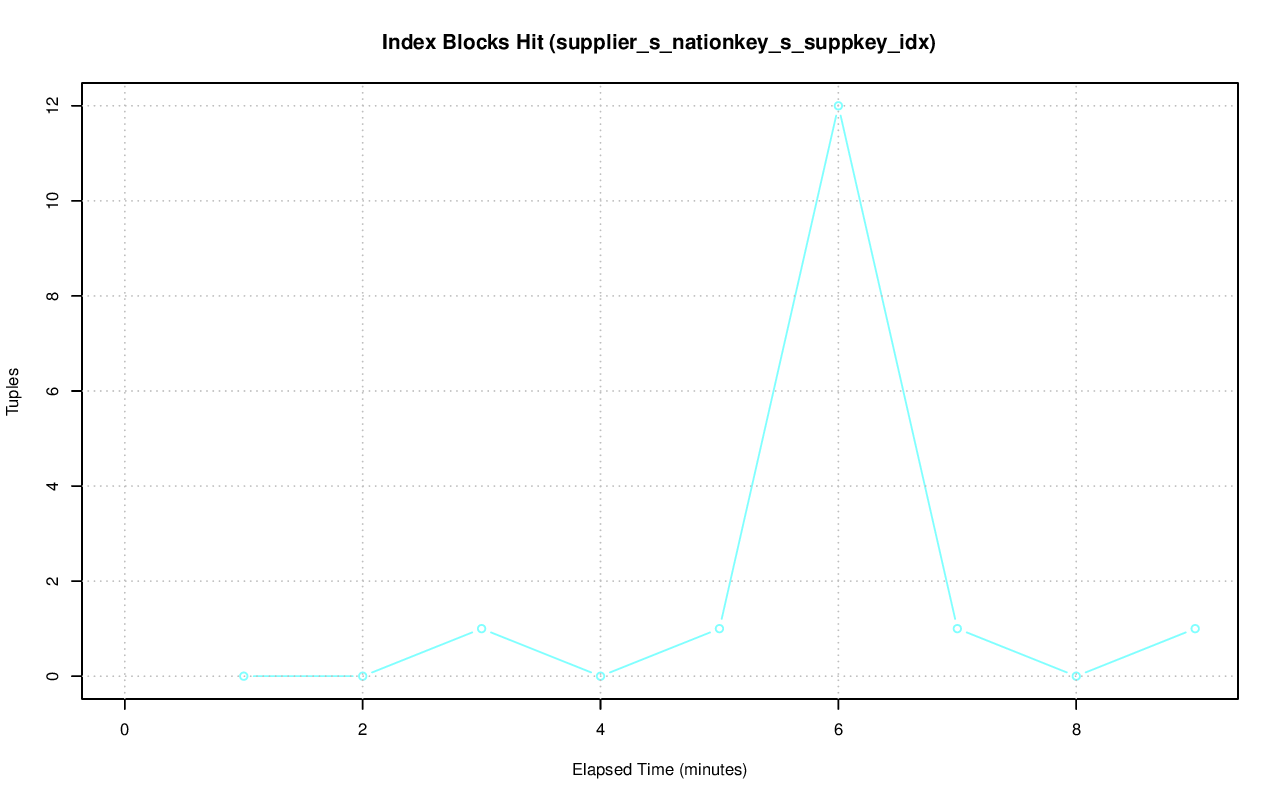 Index Blocks Hit (supplier_s_nationkey_s_suppkey_idx)
12
10
8
6
4
2
0
Tuples
0 2 4 6 8
Elapsed Time (minutes)